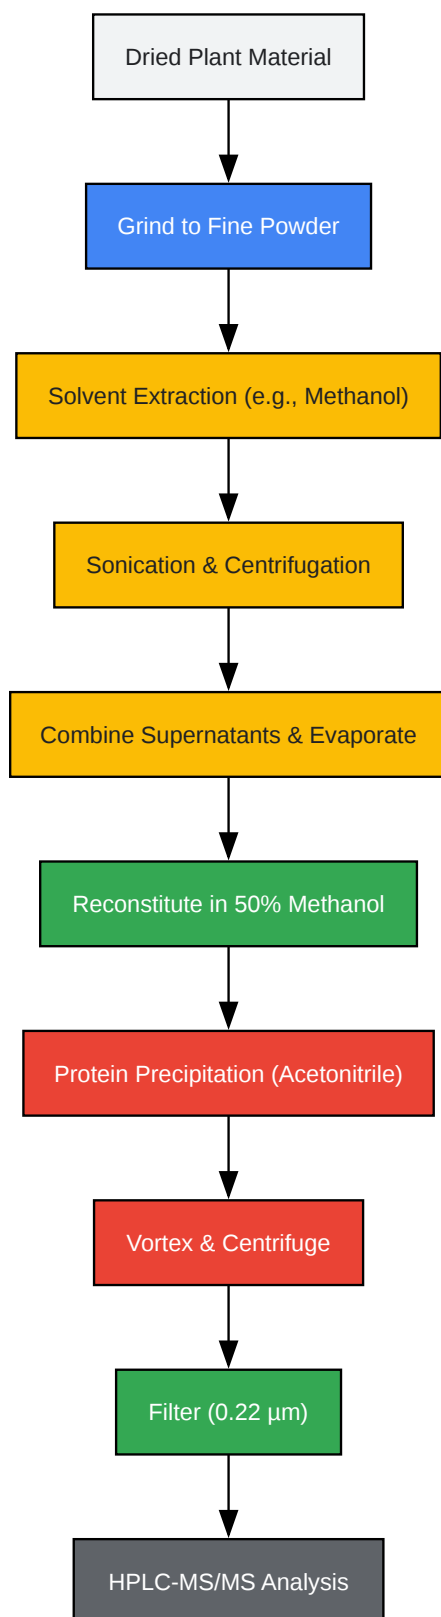 Dried Plant Material
Grind to Fine Powder
Solvent Extraction (e.g., Methanol)
Sonication & Centrifugation
Combine Supernatants & Evaporate
Reconstitute in 50% Methanol
Protein Precipitation (Acetonitrile)
Vortex & Centrifuge
Filter (0.22 µm)
HPLC-MS/MS Analysis